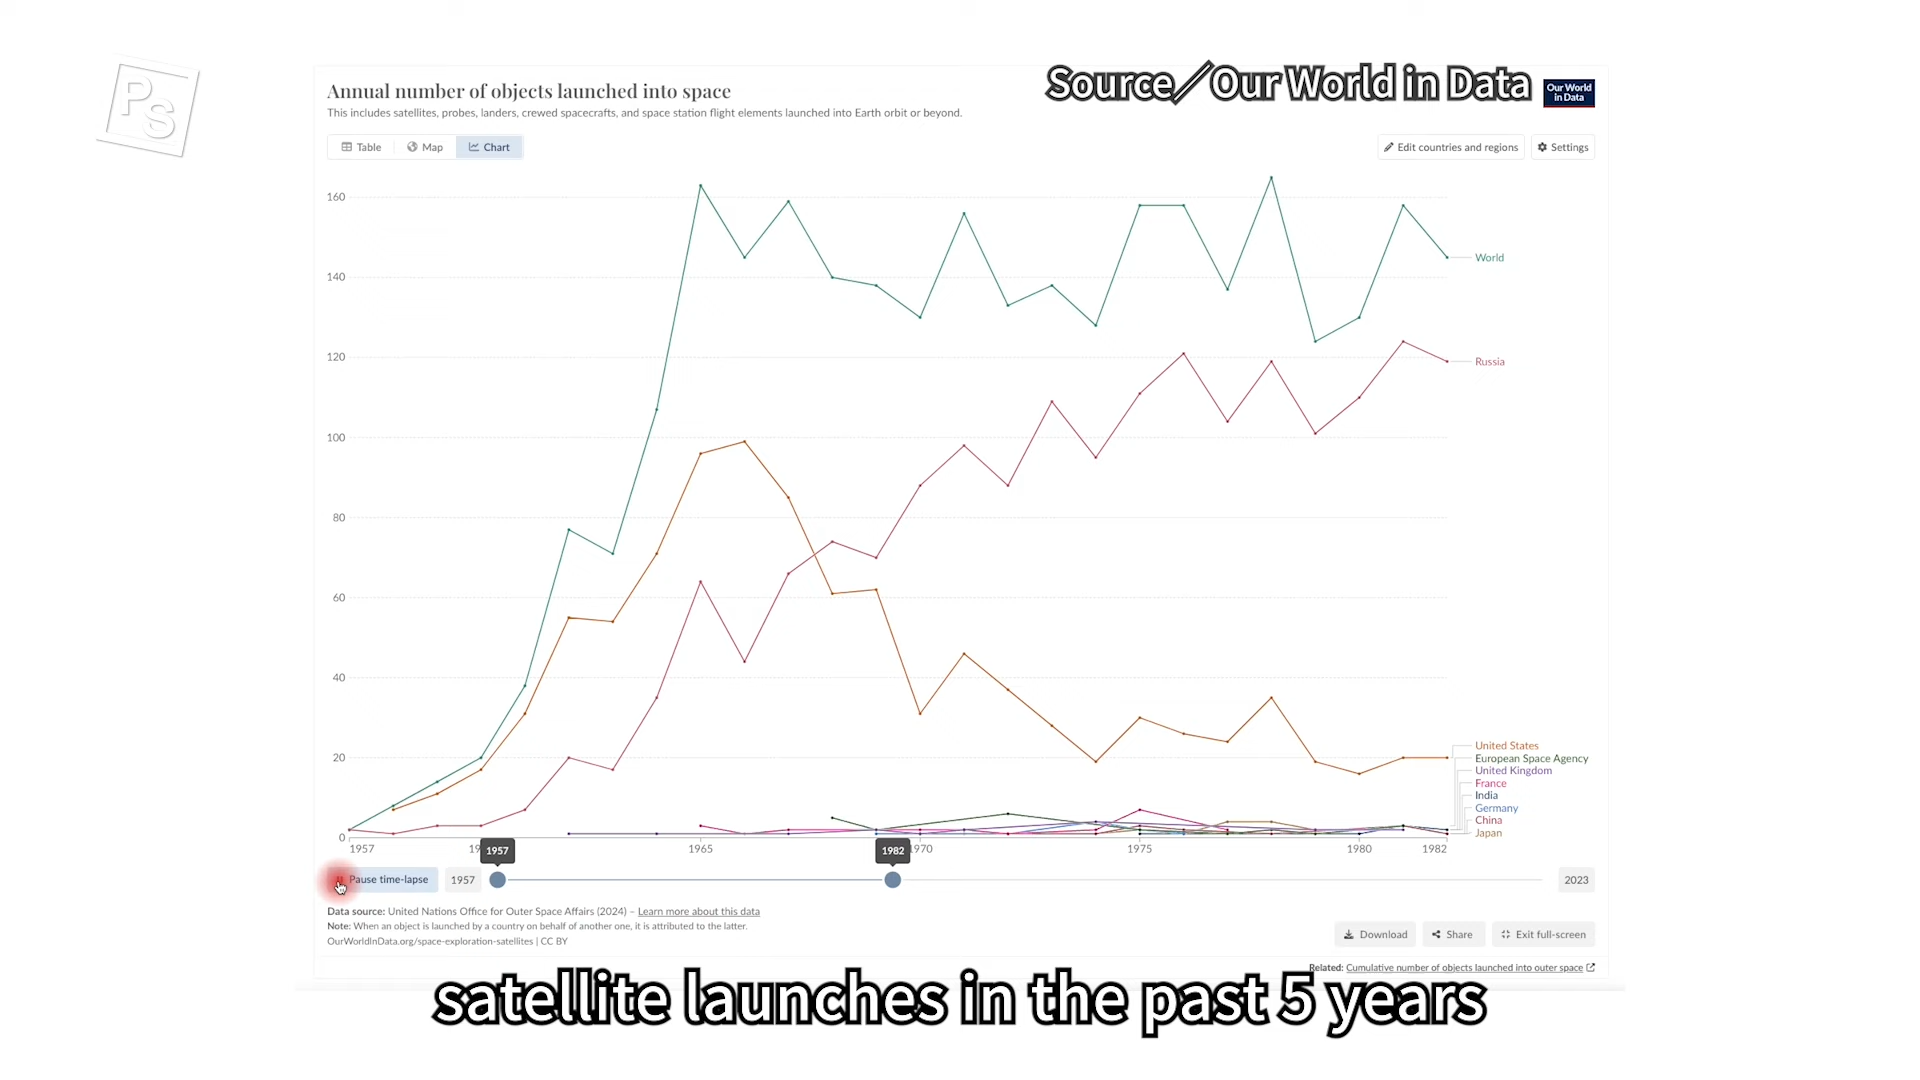 PS
Source／Our World in Data
Our World
in Data
Annual number of objects launched into space
This includes satellites, probes, landers, crewed spacecrafts, and space station flight elements launched into Earth orbit or beyond.
Table
Map
Chart
Edit countries and regions
Settings
160
140
120
100
80
60
40
20
0
World
Russia
United States
European Space Agency
United Kingdom
France
India
Germany
China
Japan
1957
1965
1975
1980
1982
1957
1982
Pause time-lapse
1957
2023
Data source: United Nations Office for Outer Space Affairs (2024) – Learn more about this data
Note: When an object is launched by a country on behalf of another one, it is attributed to the latter.
OurWorldInData.org/space-exploration-satellites | CC BY
Download
Share
Exit full-screen
Related: Cumulative number of objects launched into outer space
satellite launches in the past 5 years